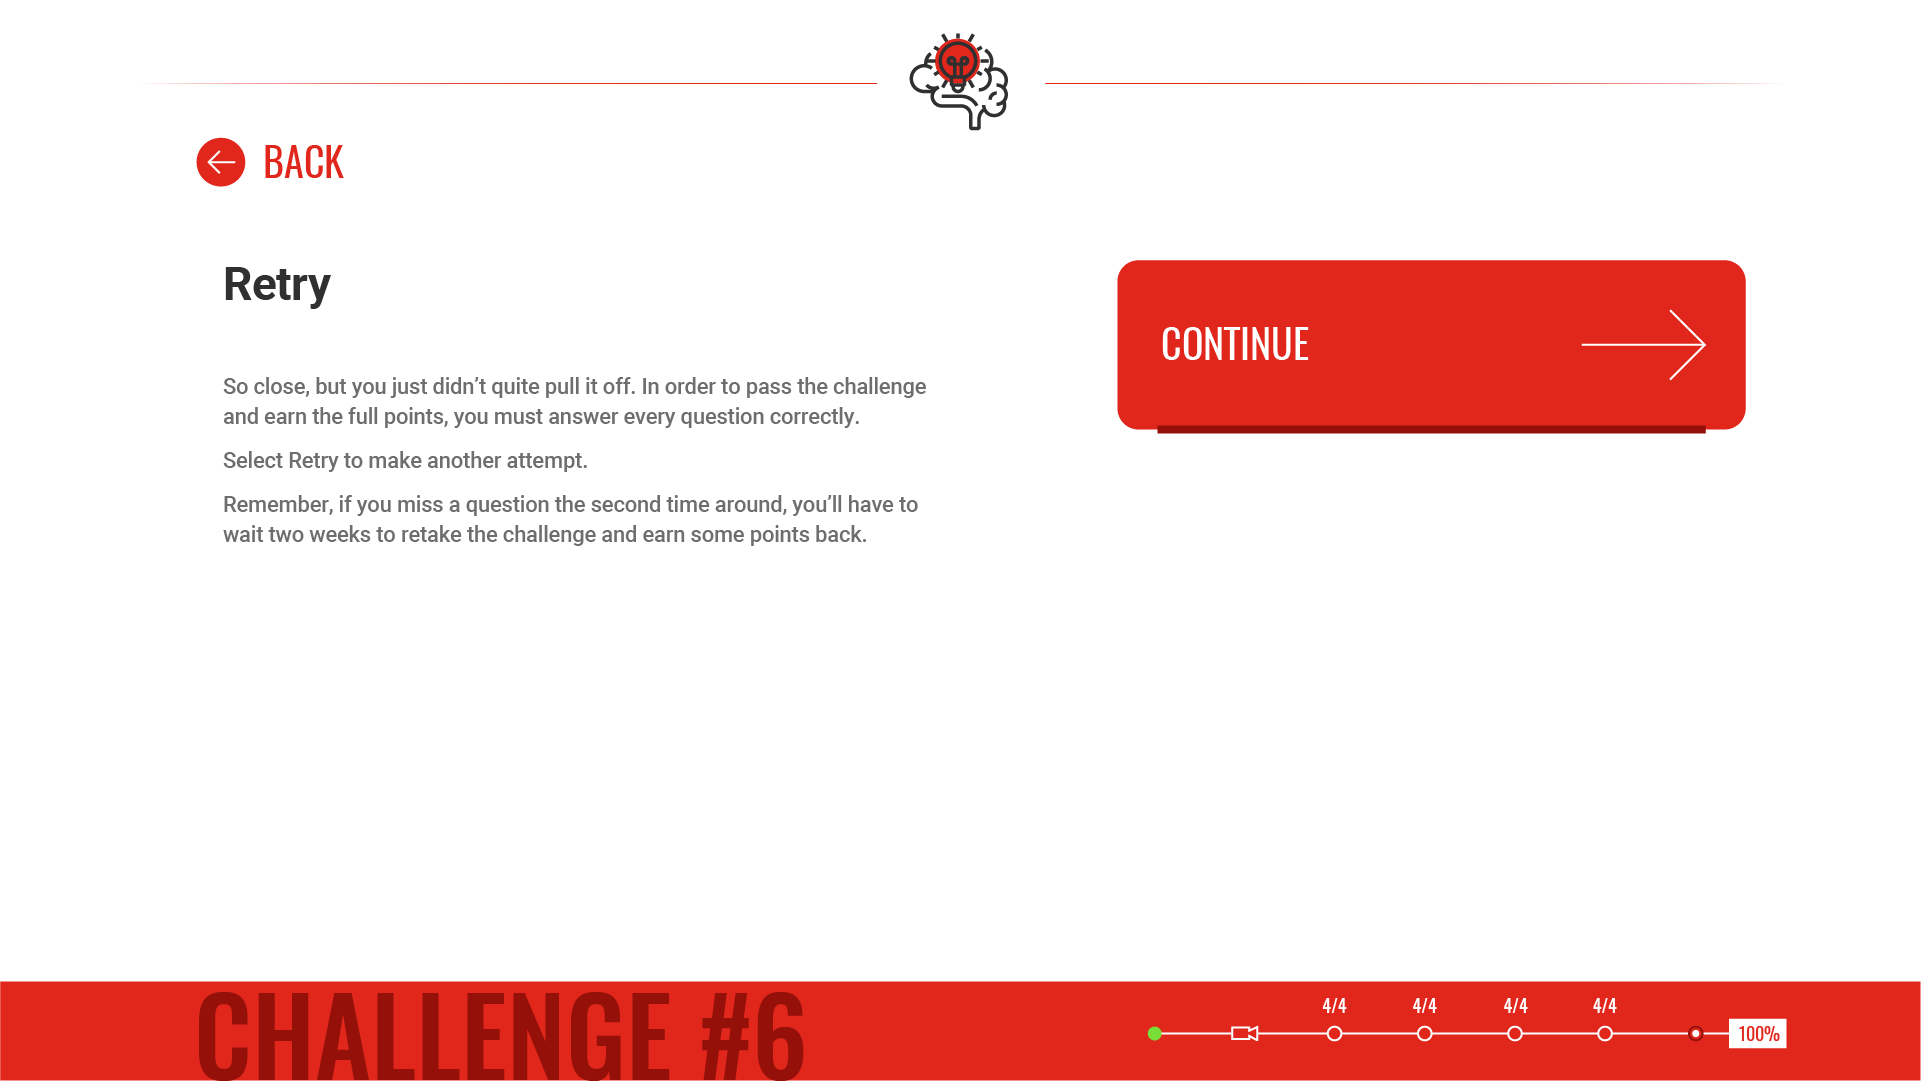 BACK
Retry
So close, but you just didn’t quite pull it off. In order to pass the challenge
and earn the full points, you must answer every question correctly.
Select Retry to make another attempt.
Remember, if you miss a question the second time around, you’ll have to
wait two weeks to retake the challenge and earn some points back.
CONTINUE
CHALLENGE #6
4/4 4/4 4/4 4/4
100%